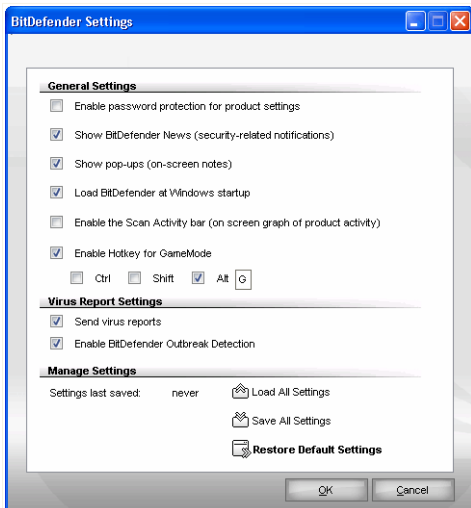 BitDefender Settings
General Settings
Enable password protection for product settings
Show BitDefender News (security-related notifications)
Show pop-ups (on-screen notes)
Load BitDefender at Windows startup
Enable the Scan Activity bar (on screen graph of product activity)
Enable Hotkey for GameMode
Ctrl Shift Alt G
Virus Report Settings
Send virus reports
Enable BitDefender Outbreak Detection
Manage Settings
Settings last saved: never Load All Settings
Save All Settings
Restore Default Settings
OK Cancel